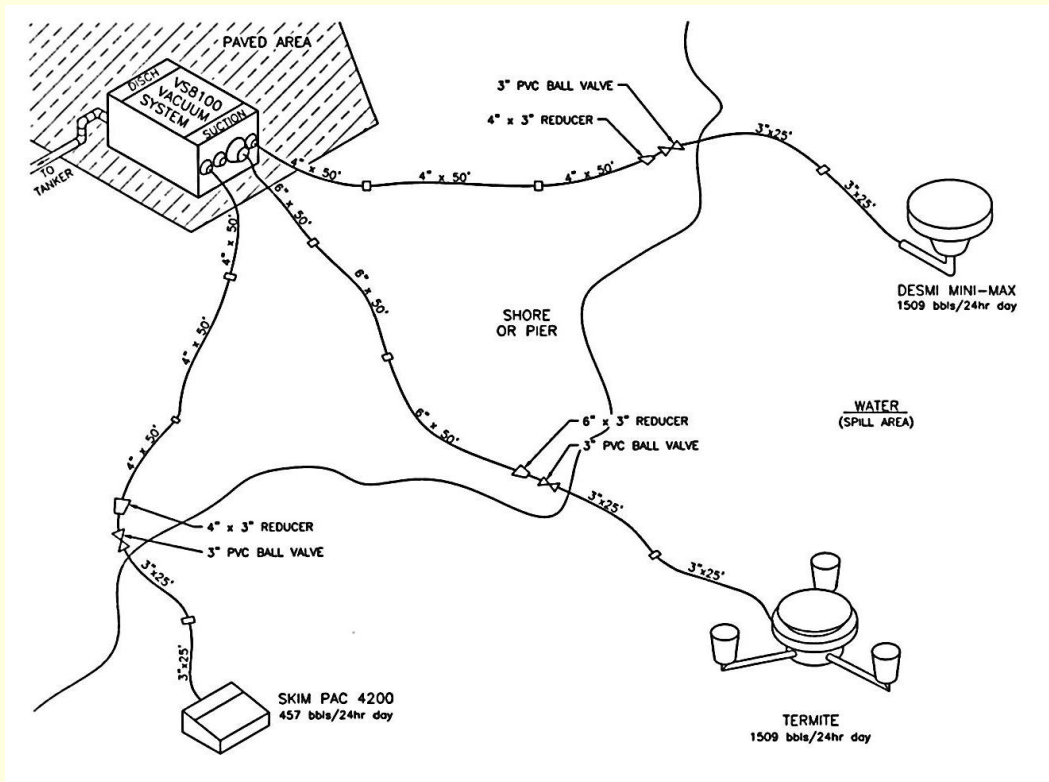 PAVED AREA
DISCH
VS8100
VACUUM
SYSTEM
SUCTION
TO
TANKER
3" PVC BALL VALVE
4" x 3" REDUCER
4" x 50'
4" x 50'
4" x 50'
3"x25'
3"x25'
DESMI MINI-MAX
1509 bbls/24hr day
4" x 50'
4" x 50'
4" x 50'
6" x 50'
6" x 50'
6" x 50'
SHORE
OR PIER
WATER
(SPILL AREA)
6" x 3" REDUCER
3" PVC BALL VALVE
3"x25'
3"x25'
4" x 3" REDUCER
3" PVC BALL VALVE
3"x25'
3"x25'
SKIM PAC 4200
457 bbls/24hr day
TERMITE
1509 bbls/24hr day